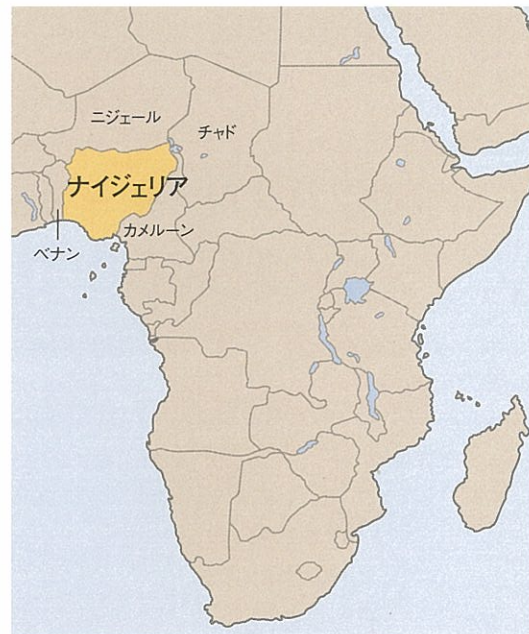 ニジェール
チャド
ナイジェリア
カメルーン
ベナン